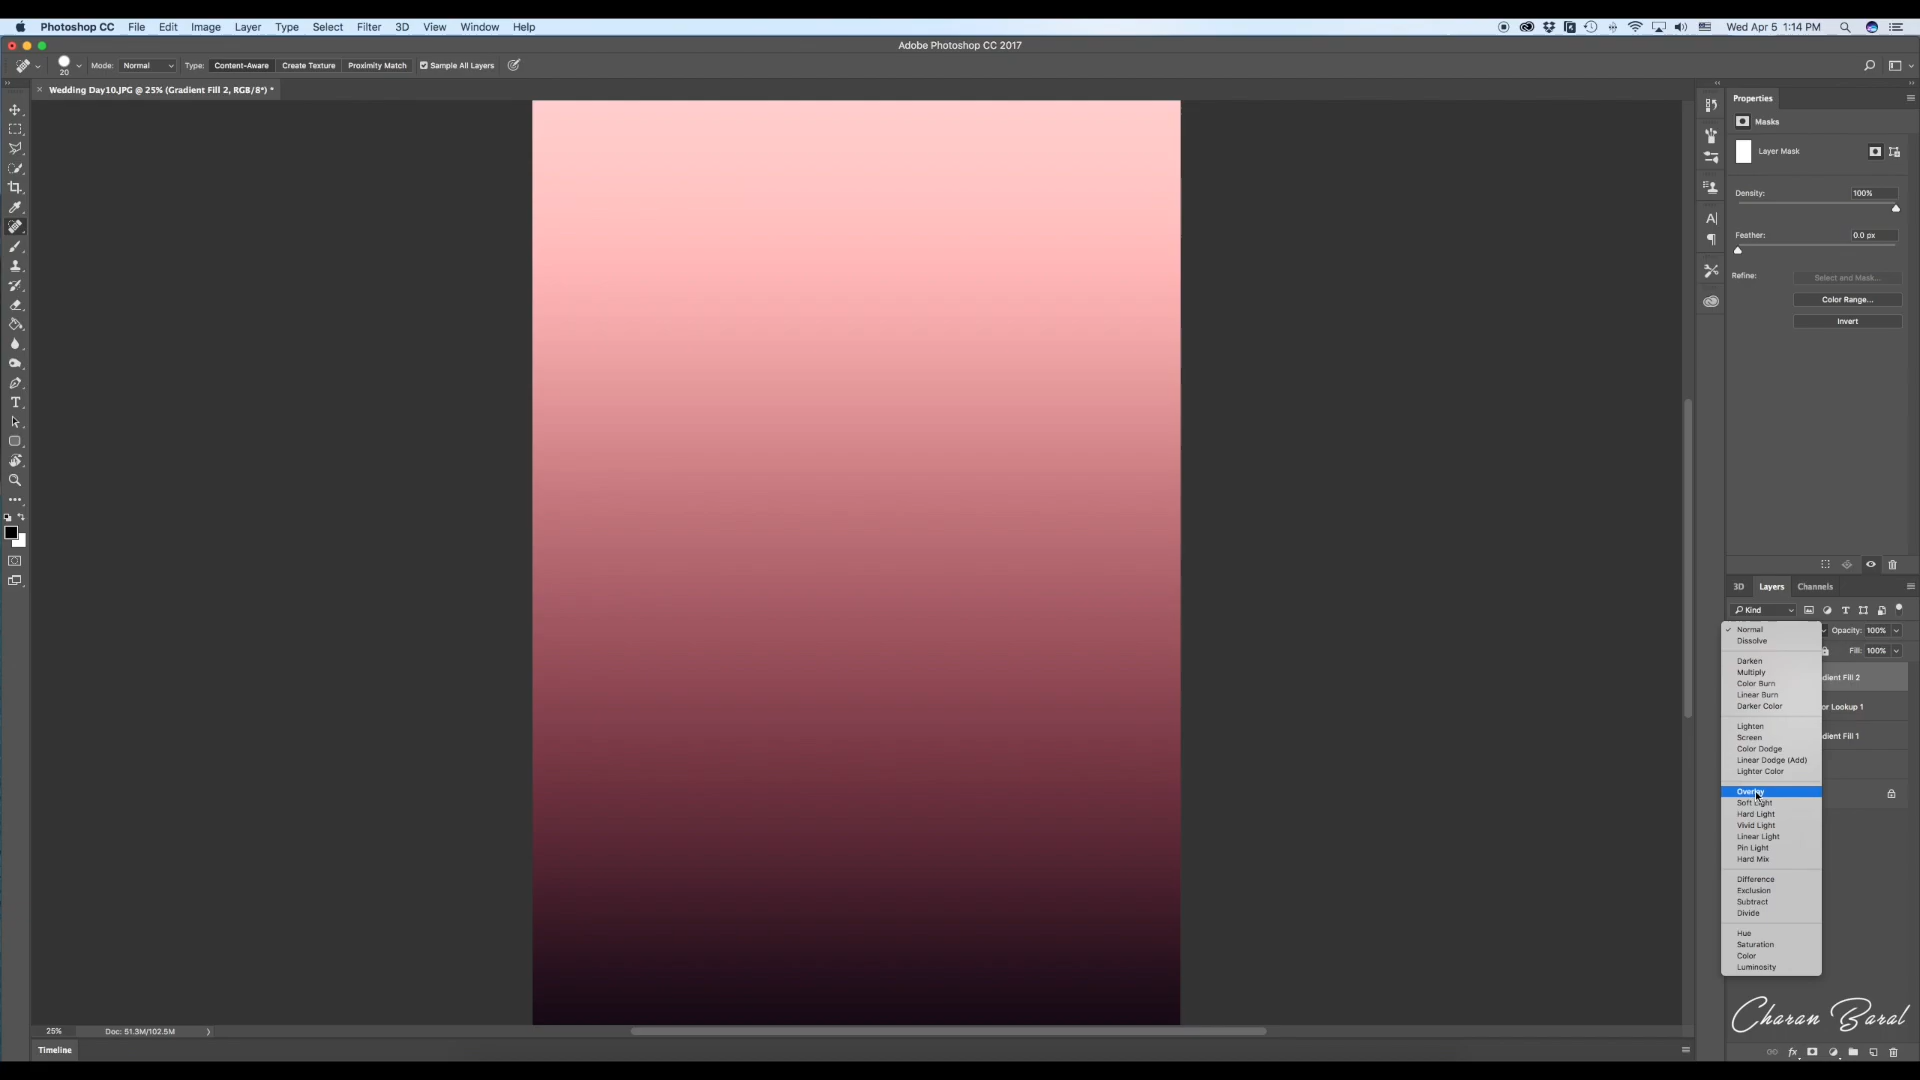 Photoshop CC File Edit Image Layer Type Select Filter 3D View Window Help Wed Apr 5 1:14 PM
Adobe Photoshop CC 2017
20 Mode: Normal Type: Content-Aware Create Texture Proximity Match Sample All Layers
Wedding Day10.JPG @ 25% (Gradient Fill 2, RGB/8*) *
Properties
Masks
Layer Mask
Density: 100%
Feather: 0.0 px
Refine: Select and Mask...
Color Range...
Invert
3D Layers Channels
Kind
Normal
Opacity: 100%
Dissolve
Fill: 100%
Darken
Multiply
dient Fill 2
Color Burn
Linear Burn
Darker Color
or Lookup 1
Lighten
Screen
dient Fill 1
Color Dodge
Linear Dodge (Add)
Lighter Color
Overlay
Soft Light
Hard Light
Vivid Light
Linear Light
Pin Light
Hard Mix
Difference
Exclusion
Subtract
Divide
Hue
Saturation
Color
Luminosity
Charan Baral
25% Doc: 51.3M/102.5M
Timeline
fx